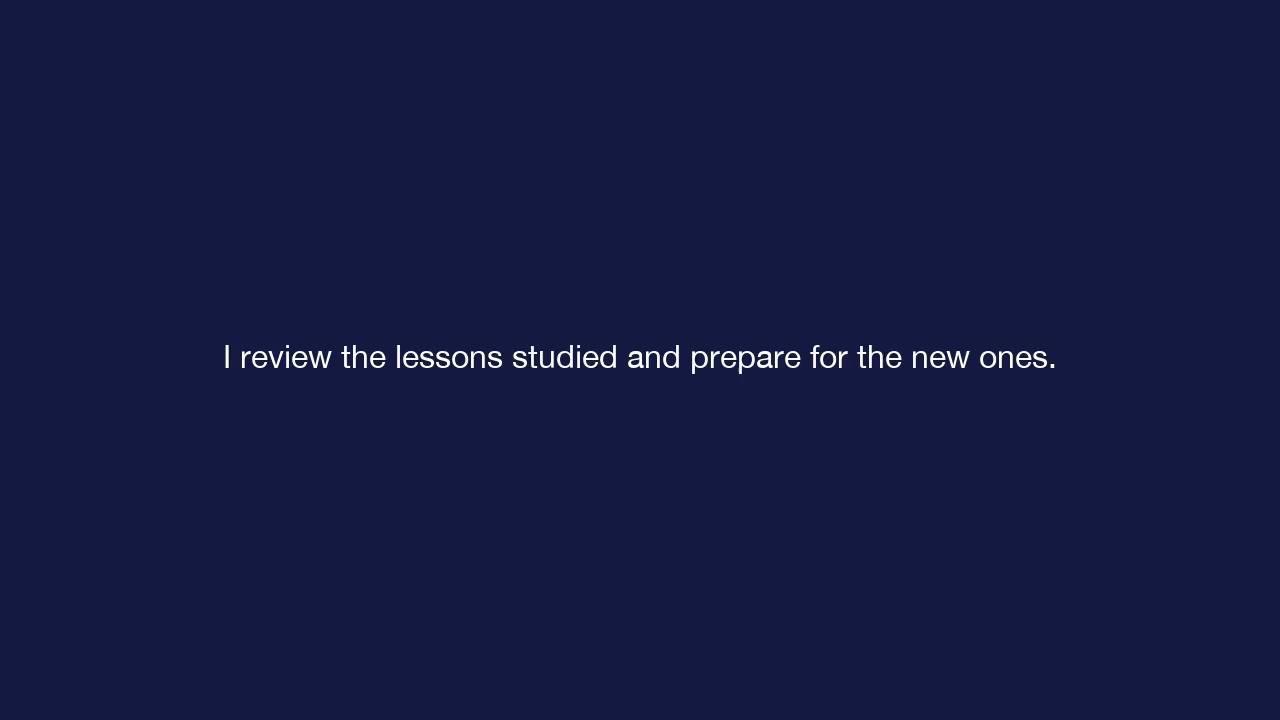 I review the lessons studied and prepare for the new ones.